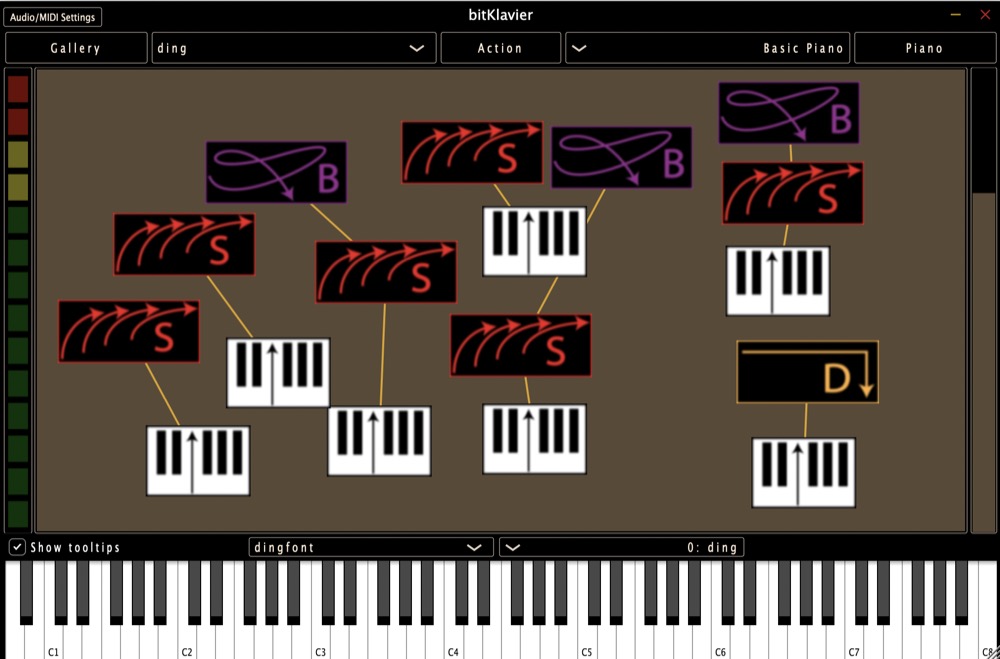 Audio/MIDI Settings
bitKlavier
Gallery
ding
Action
Basic Piano
Piano
B
S
B
B
S
S
S
S
S
D
Show tooltips
dingfont
0: ding
C1
C2
C3
C4
C5
C6
C7
C8